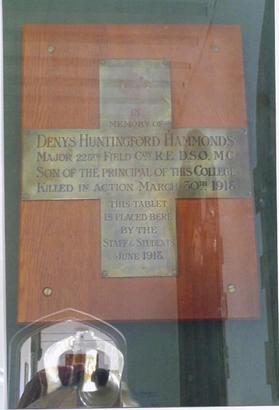 IN
MEMORY OF
DENYS HUNTINGFORD HAMMONDS
MAJOR 225TH FIELD COY R.E. D.S.O. M.C.
SON OF THE PRINCIPAL OF THIS COLLEGE
KILLED IN ACTION MARCH 30TH 1918
THIS TABLET
IS PLACED HERE
BY THE
STAFF & STUDENTS
JUNE 1918.